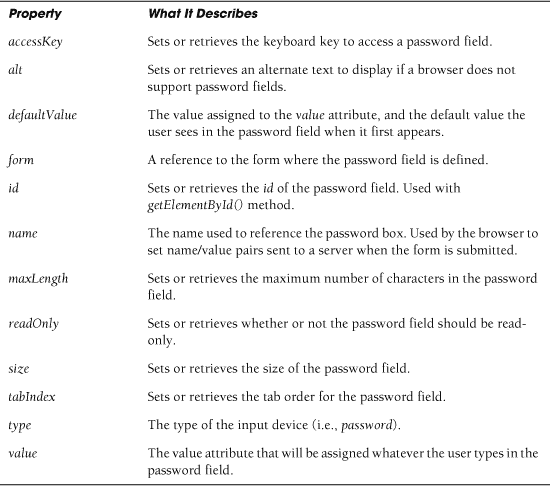 Property What It Describes
accessKey Sets or retrieves the keyboard key to access a password field.
alt Sets or retrieves an alternate text to display if a browser does not
support password fields.
defaultValue The value assigned to the value attribute, and the default value the
user sees in the password field when it first appears.
form A reference to the form where the password field is defined.
id Sets or retrieves the id of the password field. Used with
getElementById() method.
name The name used to reference the password box. Used by the browser to
set name/value pairs sent to a server when the form is submitted.
maxLength Sets or retrieves the maximum number of characters in the password
field.
readOnly Sets or retrieves whether or not the password field should be read-
only.
size Sets or retrieves the size of the password field.
tabIndex Sets or retrieves the tab order for the password field.
type The type of the input device (i.e., password).
value The value attribute that will be assigned whatever the user types in the
password field.